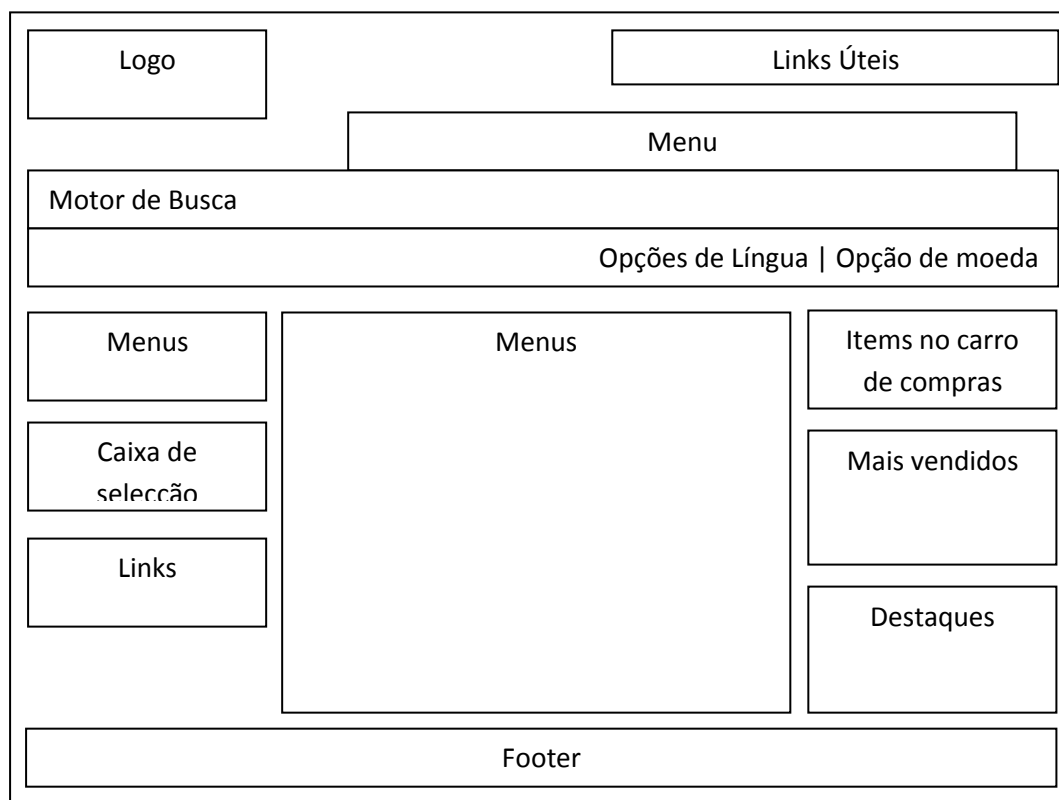 Logo
Links Úteis
Menu
Motor de Busca
Opções de Língua | Opção de moeda
Menus
Menus
Items no carro
de compras
Caixa de
selecção
Mais vendidos
Links
Destaques
Footer